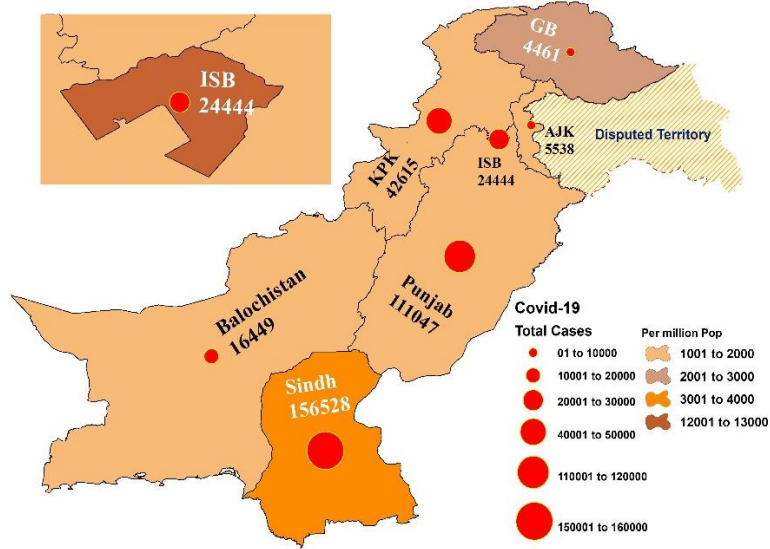 ISB
24444
GB
4461
AJK
5538
Disputed Territory
KPK
42615
ISB
24444
Punjab
111047
Balochistan
16449
Sindh
156528
Covid-19
Total Cases
01 to 10000
10001 to 20000
20001 to 30000
40001 to 50000
110001 to 120000
150001 to 160000
Per million Pop
1001 to 2000
2001 to 3000
3001 to 4000
12001 to 13000